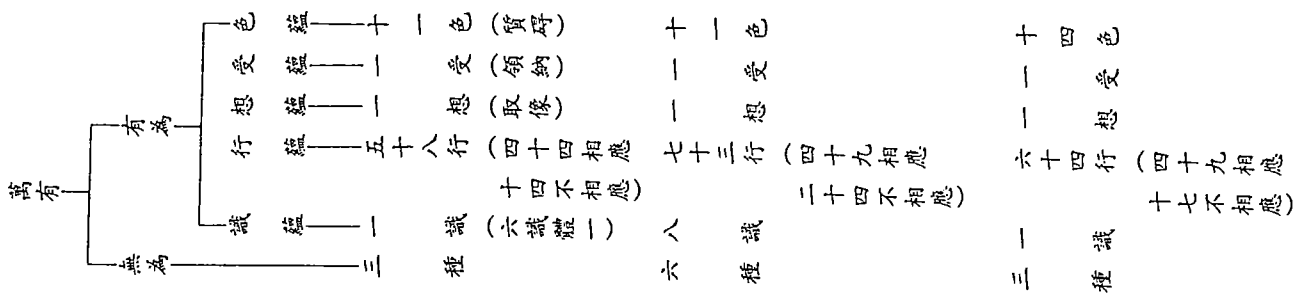 萬有
有為
色蘊——十一色(質碍) 十一色 十四色
受蘊——一受(領納) 一受 一受
想蘊——一想(取像) 一想 一想
行蘊——五十八行(四十四相應 七十三行(四十九相應 六十四行(四十九相應
十四不相應) 二十四不相應) 十七不相應)
識蘊——一識(六識體一) 八識 一識
無為——三種 六種 三種